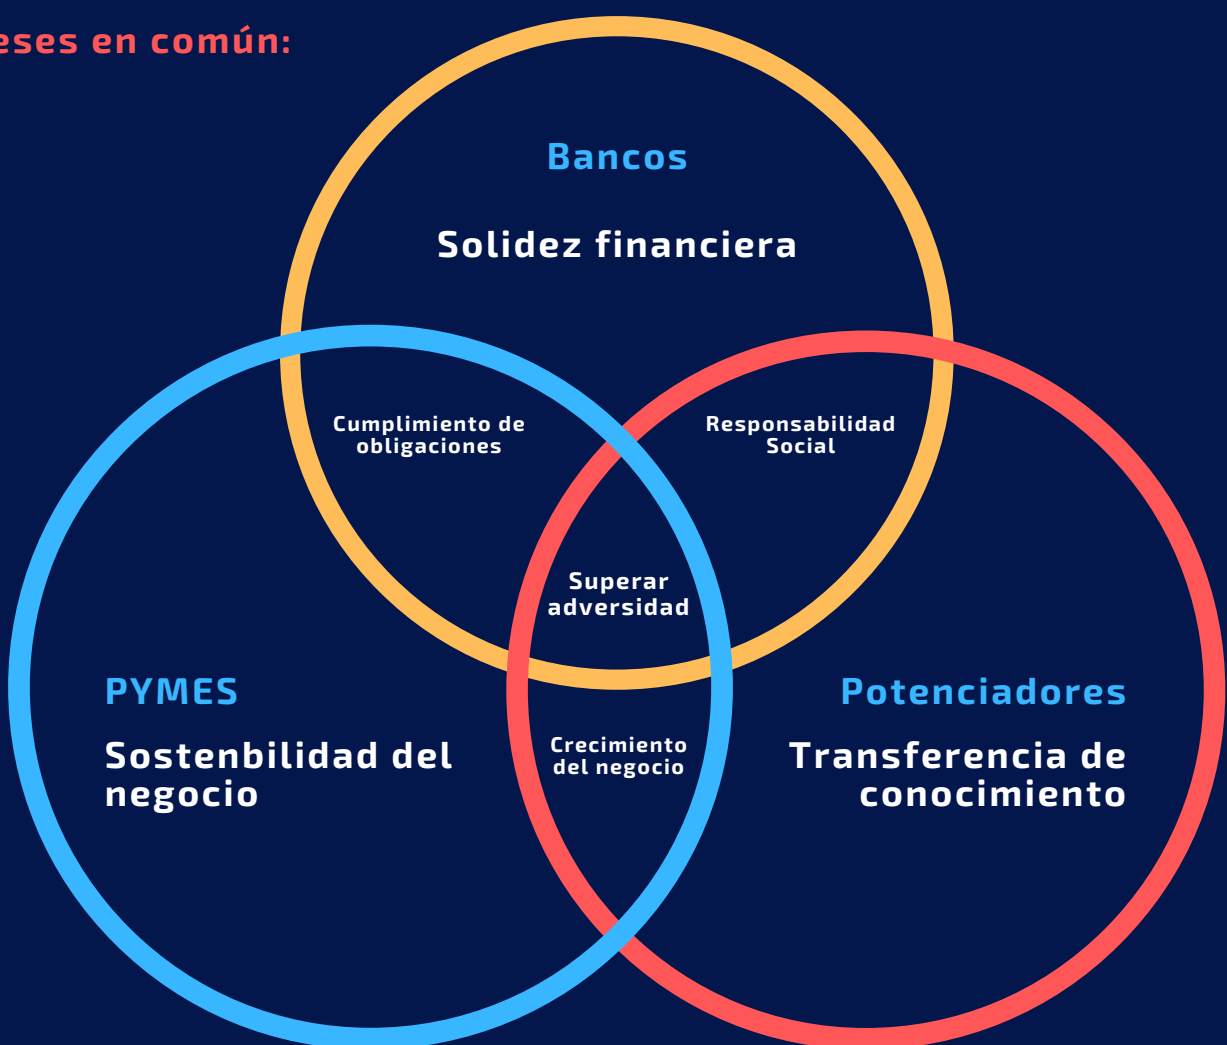 eses en común:
Bancos
Solidez financiera
Cumplimiento de
obligaciones
Responsabilidad
Social
Superar
adversidad
PYMES
Sostenbilidad del
negocio
Crecimiento
del negocio
Potenciadores
Transferencia de
conocimiento